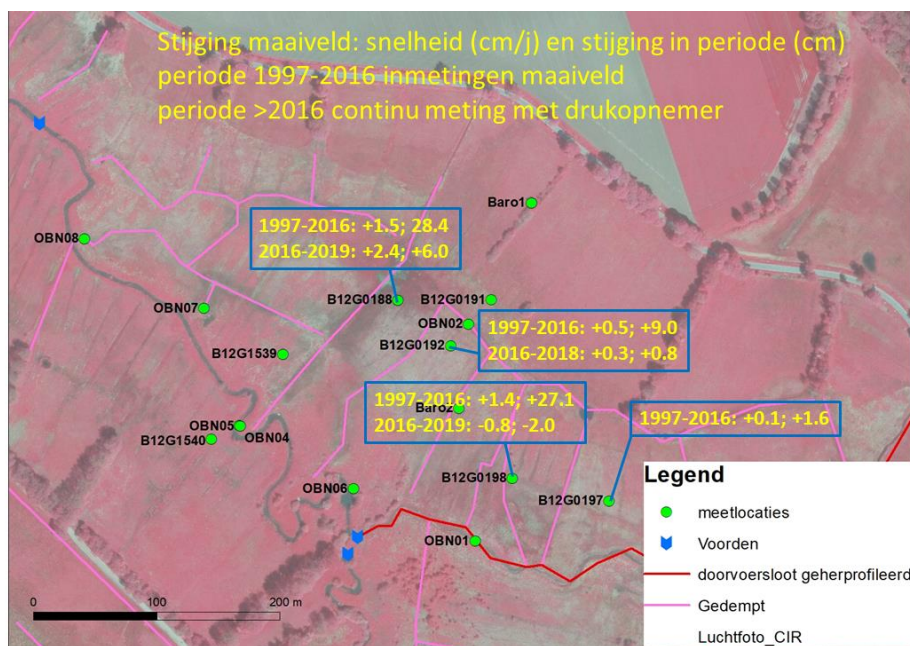 Stijging maaiveld: snelheid (cm/j) en stijging in periode (cm)
periode 1997-2016 inmetingen maaiveld
periode >2016 continu meting met drukopnemer
Baro1
1997-2016: +1.5; 28.4
2016-2019: +2.4; +6.0
OBN08
B12G0188
B12G0191
OBN07
OBN02
1997-2016: +0.5; +9.0
2016-2018: +0.3; +0.8
B12G0192
B12G1539
1997-2016: +1.4; +27.1
2016-2019: -0.8; -2.0
Baro2
1997-2016: +0.1; +1.6
OBN05
OBN04
B12G1540
B12G0198
OBN06
B12G0197
OBN01
Legend
meetlocaties
Voorden
doorvoersloot geherprofileerd
Gedempt
Luchtfoto_CIR
0 100 200 m